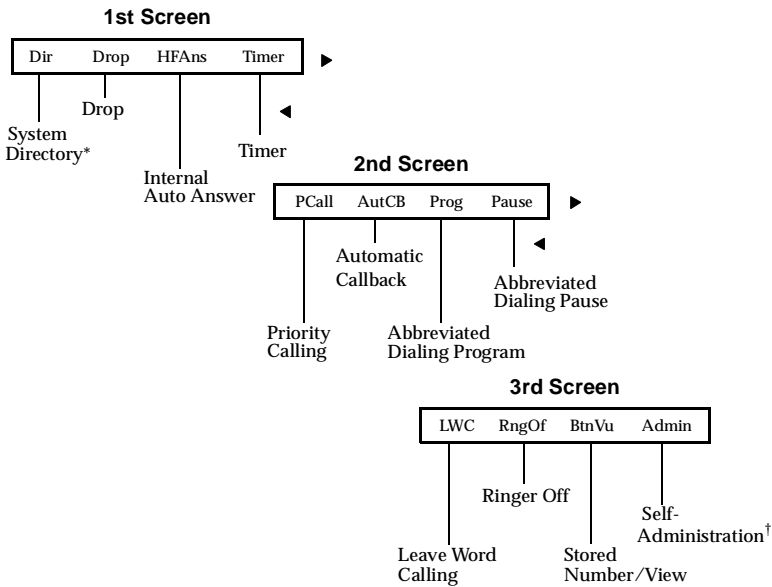 1st Screen
Dir Drop HFAns Timer
Drop
System
Directory*
Timer
Internal
Auto Answer
2nd Screen
PCall AutCB Prog Pause
Automatic
Callback
Abbreviated
Dialing Pause
Priority
Calling
Abbreviated
Dialing Program
3rd Screen
LWC RngOf BtnVu Admin
Ringer Off
Self-
Administration†
Leave Word
Calling
Stored
Number/View